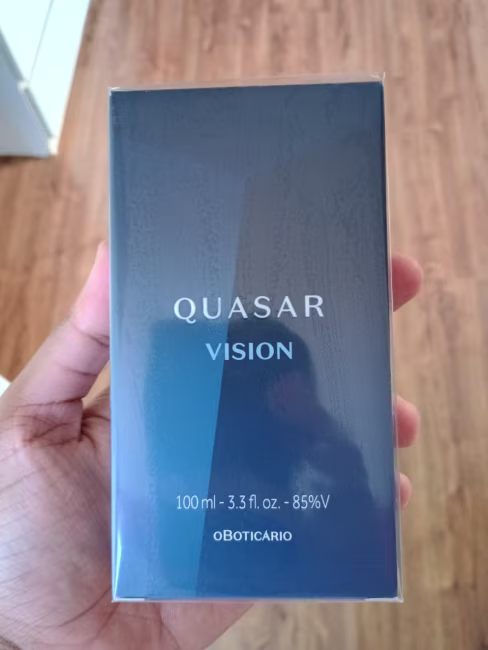 QUASAR
VISION
100 ml - 3.3 fl. oz. - 85%V
oBOTICÁRIO